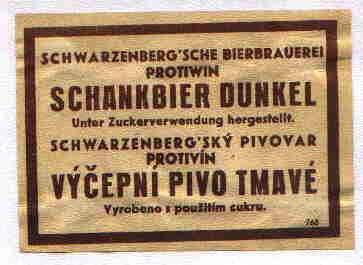 SCHWARZENBERG'SCHE BIERBRAUEREI
PROTIWIN
SCHANKBIER DUNKEL
Unter Zuckerverwendung hergestellt.
SCHWARZENBERG'SKÝ PIVOVAR
PROTIVÍN
VÝČEPNÍ PIVO TMAVÉ
Vyrobeno s použitím cukru.
768